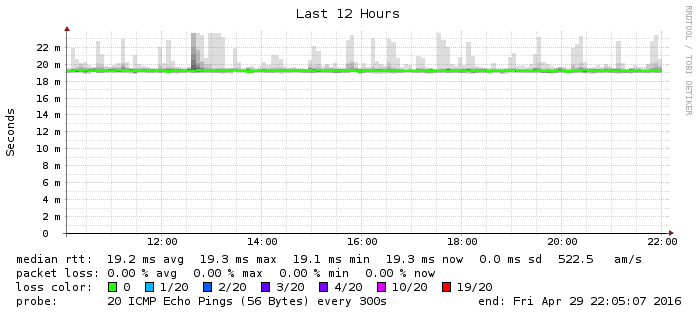 Last 12 Hours
RRDTOOL / TOBI OETIKER
Seconds
22 m
20 m
18 m
16 m
14 m
12 m
10 m
8 m
6 m
4 m
2 m
0
12:00 14:00 16:00 18:00 20:00 22:00
median rtt: 19.2 ms avg 19.3 ms max 19.1 ms min 19.3 ms now 0.0 ms sd 522.5 am/s
packet loss: 0.00 % avg 0.00 % max 0.00 % min 0.00 % now
loss color: 0 1/20 2/20 3/20 4/20 10/20 19/20
probe: 20 ICMP Echo Pings (56 Bytes) every 300s end: Fri Apr 29 22:05:07 2016